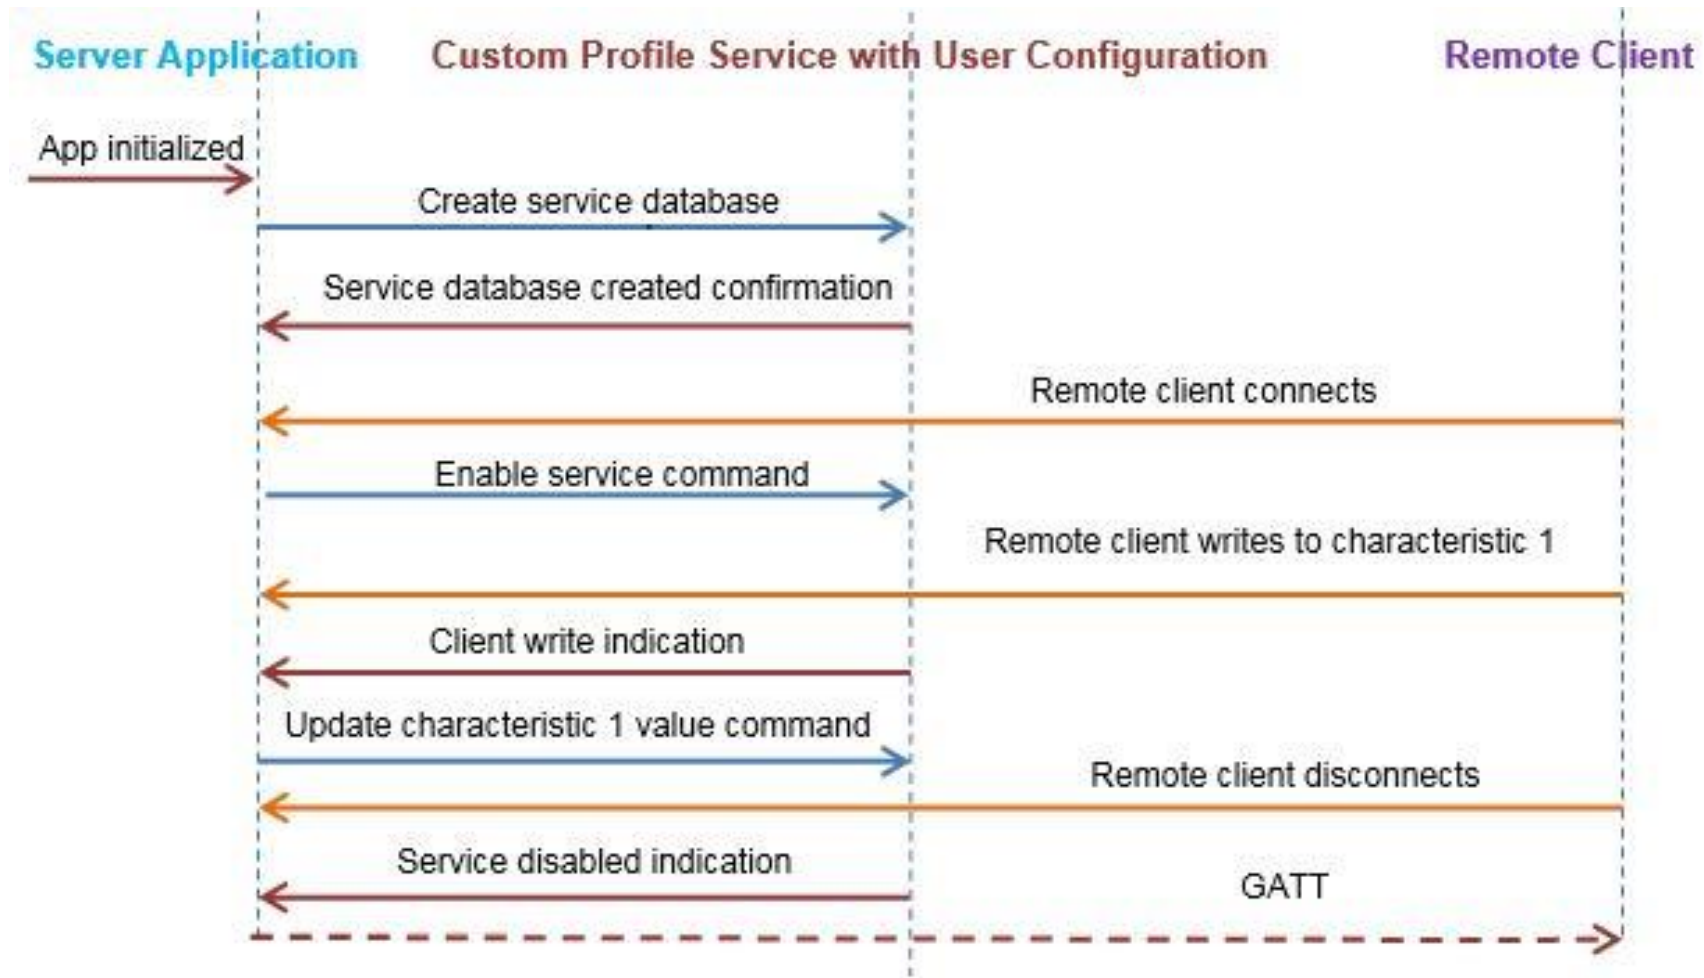 Server Application
Custom Profile Service with User Configuration
Remote Client
App initialized
Create service database
Service database created confirmation
Remote client connects
Enable service command
Remote client writes to characteristic 1
Client write indication
Update characteristic 1 value command
Remote client disconnects
Service disabled indication
GATT